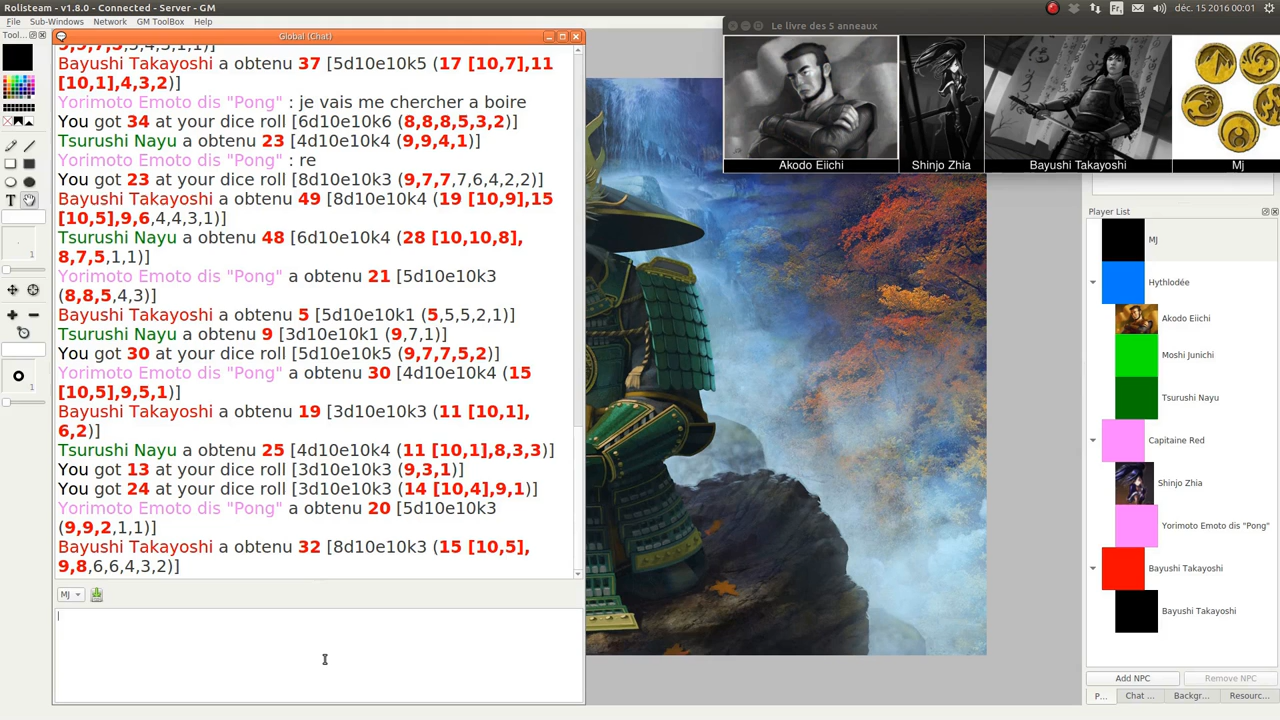 Rollisteam - v1.8.0 - Connected - Server - GM
Fr1
déc. 15 2016 00:01
File Sub-Windows Network GM ToolBox Help
Tool...
Global (Chat)
Le livre des 5 anneaux
Bayushi Takayoshi a obtenu 37 [5d10e10k5 (17 [10,7],11
[10,1],4,3,2)]
Yorimoto Emoto dis "Pong" : je vais me chercher a boire
You got 34 at your dice roll [6d10e10k6 (8,8,8,5,3,2)]
Tsurushi Nayu a obtenu 23 [4d10e10k4 (9,9,4,1)]
Yorimoto Emoto dis "Pong" : re
You got 23 at your dice roll [8d10e10k3 (9,7,7,7,6,4,2,2)]
Bayushi Takayoshi a obtenu 49 [8d10e10k4 (19 [10,9],15
[10,5],9,6,4,4,3,1)]
Tsurushi Nayu a obtenu 48 [6d10e10k4 (28 [10,10,8],
8,7,5,1,1)]
Yorimoto Emoto dis "Pong" a obtenu 21 [5d10e10k3
(8,8,5,4,3)]
Bayushi Takayoshi a obtenu 5 [5d10e10k1 (5,5,5,2,1)]
Tsurushi Nayu a obtenu 9 [3d10e10k1 (9,7,1)]
You got 30 at your dice roll [5d10e10k5 (9,7,7,5,2)]
Yorimoto Emoto dis "Pong" a obtenu 30 [4d10e10k4 (15
[10,5],9,5,1)]
Bayushi Takayoshi a obtenu 19 [3d10e10k3 (11 [10,1],
6,2)]
Tsurushi Nayu a obtenu 25 [4d10e10k4 (11 [10,1],8,3,3)]
You got 13 at your dice roll [3d10e10k3 (9,3,1)]
You got 24 at your dice roll [3d10e10k3 (14 [10,4],9,1)]
Yorimoto Emoto dis "Pong" a obtenu 20 [5d10e10k3
(9,9,2,1,1)]
Bayushi Takayoshi a obtenu 32 [8d10e10k3 (15 [10,5],
9,8,6,6,4,3,2)]
MJ
T
1
1
Akodo Eiichi
Shinjo Zhia
Bayushi Takayoshi
Mj
Player List
MJ
Hythlodée
Akodo Eiichi
Moshi Junichi
Tsurushi Nayu
Capitaine Red
Shinjo Zhia
Yorimoto Emoto dis "Pong"
Bayushi Takayoshi
Bayushi Takayoshi
Add NPC
Remove NPC
P...
Chat ...
Backgr...
Resourc...